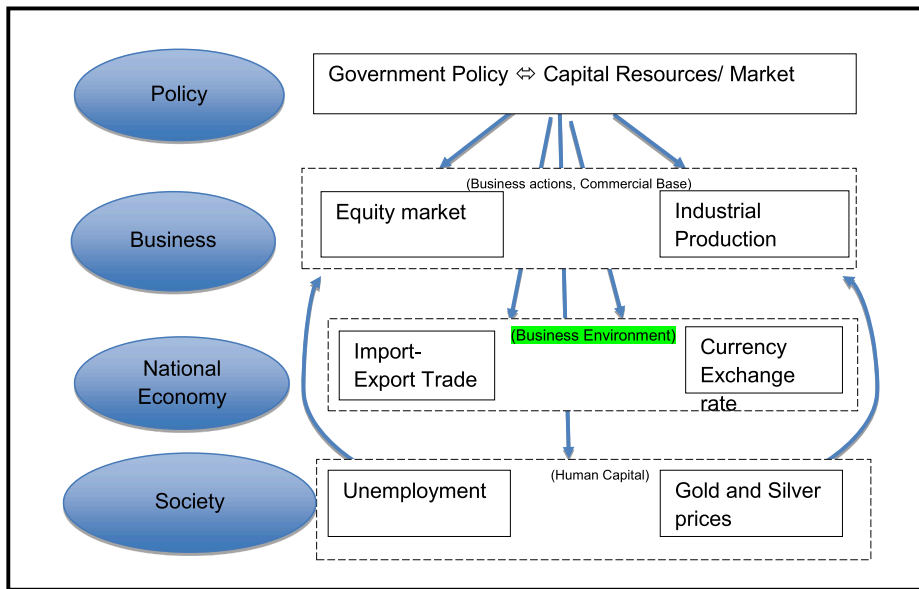 Policy
Government Policy ⬄ Capital Resources/ Market
(Business actions, Commercial Base)
Business
Equity market
Industrial
Production
(Business Environment)
National
Economy
Import-
Export Trade
Currency
Exchange
rate
Society
(Human Capital)
Unemployment
Gold and Silver
prices